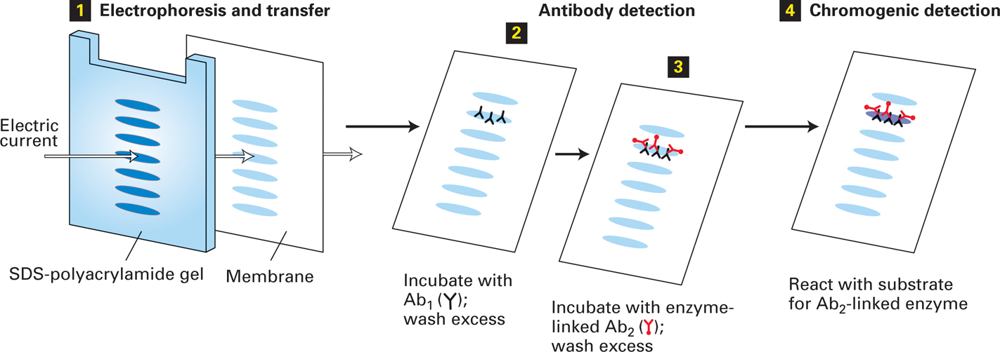 1 Electrophoresis and transfer
Antibody detection
4 Chromogenic detection
2
3
Electric
current
SDS-polyacrylamide gel
Membrane
Incubate with
Ab₁ (Y);
wash excess
Incubate with enzyme-
linked Ab₂ (Y);
wash excess
React with substrate
for Ab₂-linked enzyme